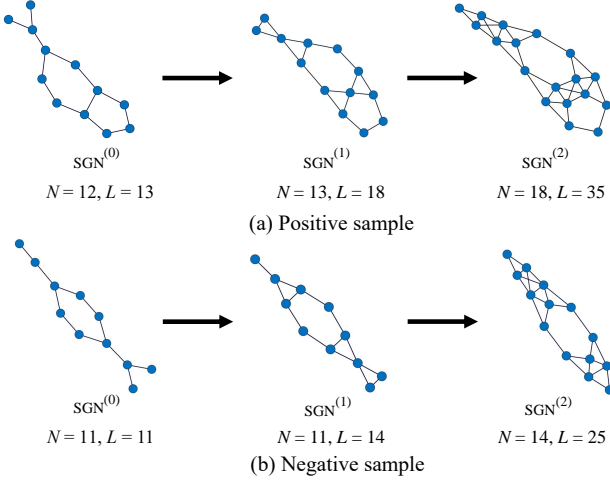 SGN(0) SGN(1) SGN(2)
N = 12, L = 13 N = 13, L = 18 N = 18, L = 35
(a) Positive sample
SGN(0) SGN(1) SGN(2)
N = 11, L = 11 N = 11, L = 14 N = 14, L = 25
(b) Negative sample